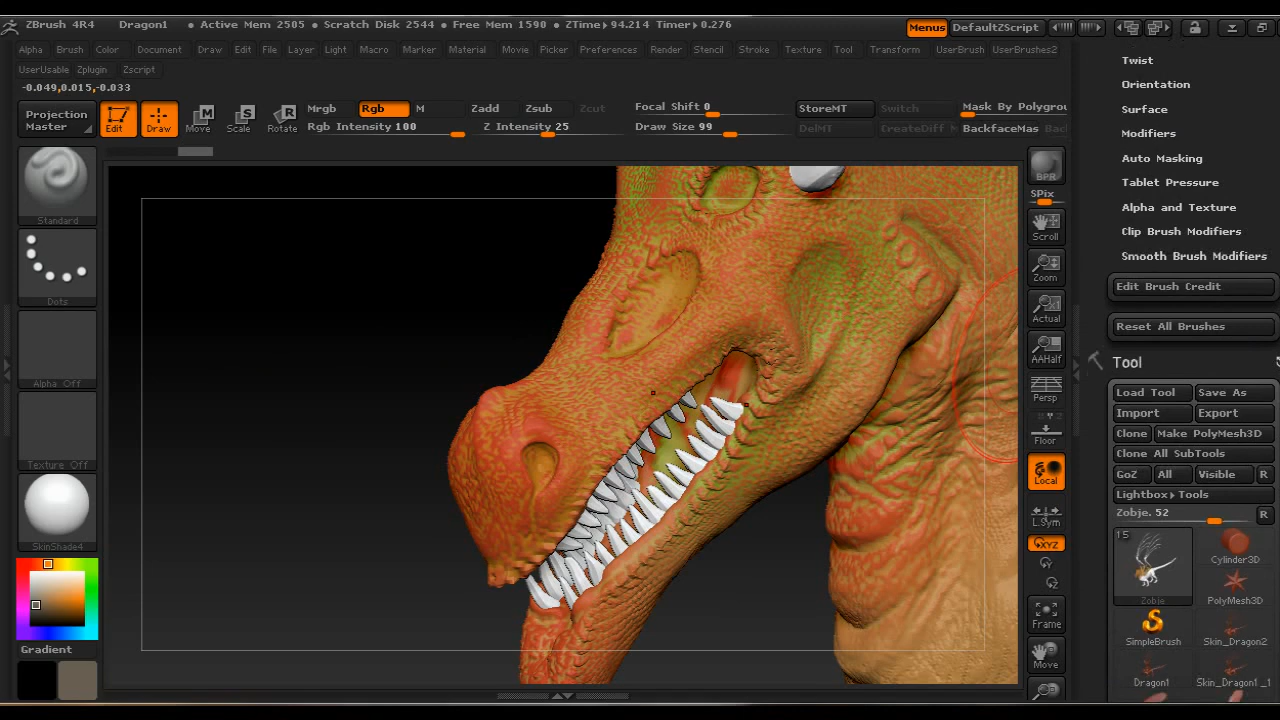 ZBrush 4R4 Dragon1 • Active Mem 2505 • Scratch Disk 2544 • Free Mem 1590 • ZTime▸94.214 Timer▸0.276 Menus DefaultZScript
Alpha Brush Color Document Draw Edit File Layer Light Macro Marker Material Movie Picker Preferences Render Stencil Stroke Texture Tool Transform UserBrush UserBrushes2
UserUsable Zplugin Zscript
-0.049,0.015,-0.033
Projection Master
Edit Draw Move Scale Rotate
Mrgb Rgb M Zadd Zsub Zcut
Rgb Intensity 100 Z Intensity 25
Focal Shift 0
Draw Size 99
StoreMT Switch Mask By Polygrou
DelMT CreateDiff M BackfaceMas Bac
Standard
Dots
Alpha Off
Texture Off
SkinShade4
Gradient
BPR
SPix
Scroll
Zoom
Actual
AAHalf
Persp
Floor
Local
L.Sym
XYZ
Y
Z
Frame
Move
Twist
Orientation
Surface
Modifiers
Auto Masking
Tablet Pressure
Alpha and Texture
Clip Brush Modifiers
Smooth Brush Modifiers
Edit Brush Credit
Reset All Brushes
Tool
Load Tool Save As
Import Export
Clone Make PolyMesh3D
Clone All SubTools
GoZ All Visible R
Lightbox▸Tools
Zobje. 52 R
15
Zobje
Cylinder3D
PolyMesh3D
SimpleBrush Skin_Dragon2
Dragon1 Skin_Dragon1_1